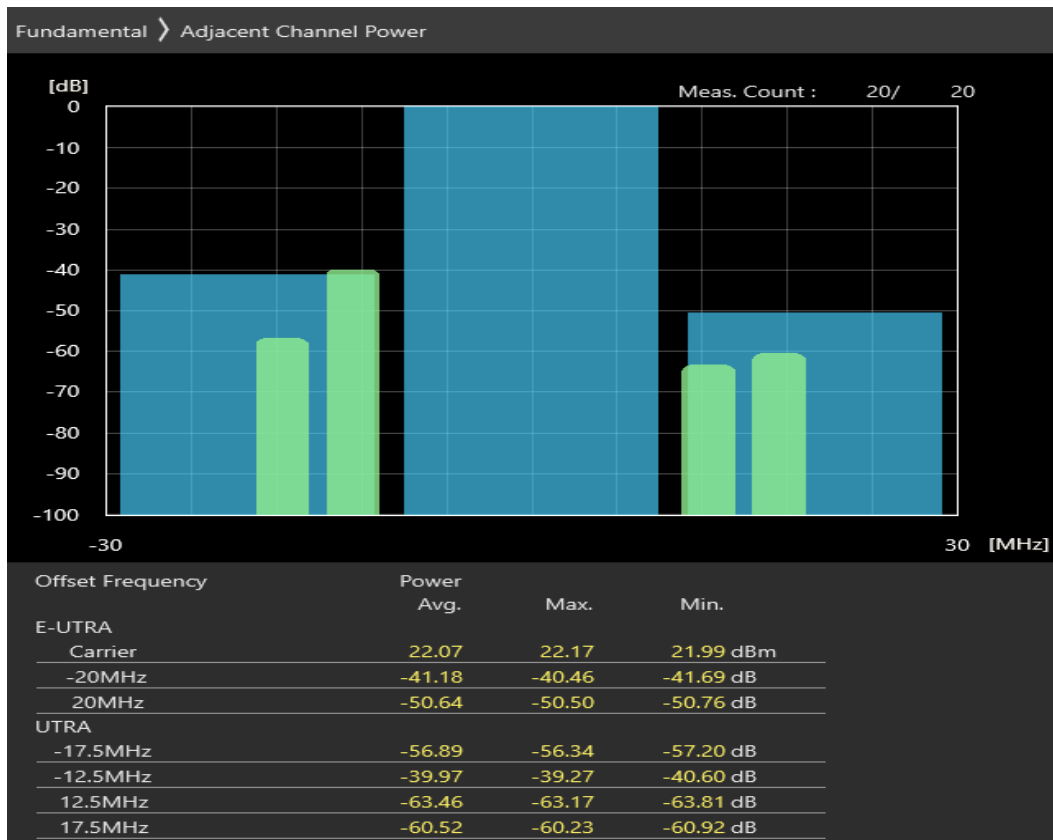 Fundamental 〉 Adjacent Channel Power
[dB]
Meas. Count : 20/ 20
0
-10
-20
-30
-40
-50
-60
-70
-80
-90
-100
-30 30 [MHz]
Offset Frequency Power
Avg. Max. Min.
E-UTRA
Carrier 22.07 22.17 21.99 dBm
-20MHz -41.18 -40.46 -41.69 dB
20MHz -50.64 -50.50 -50.76 dB
UTRA
-17.5MHz -56.89 -56.34 -57.20 dB
-12.5MHz -39.97 -39.27 -40.60 dB
12.5MHz -63.46 -63.17 -63.81 dB
17.5MHz -60.52 -60.23 -60.92 dB